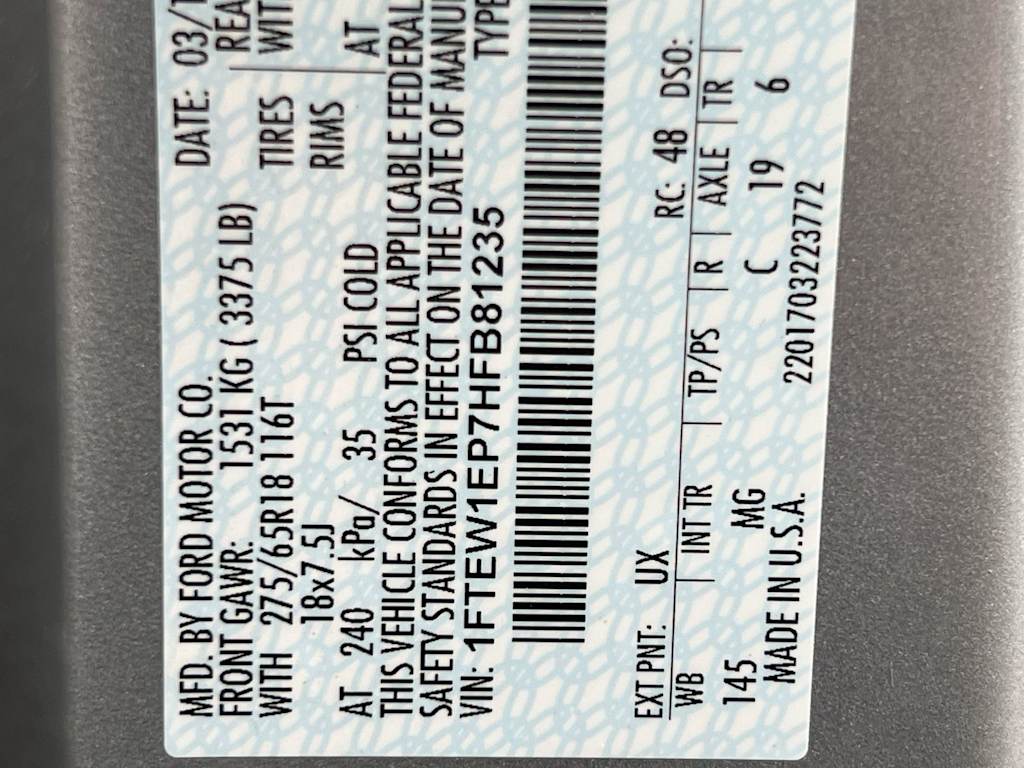 MFD. BY FORD MOTOR CO.
DATE: 03/1
FRONT GAWR: 1531 KG ( 3375 LB)
REA
WITH 275/65R18 116T
TIRES
WIT
18x7.5J
RIMS
AT 240 kPa/ 35 PSI COLD
AT
THIS VEHICLE CONFORMS TO ALL APPLICABLE FEDERAL
SAFETY STANDARDS IN EFFECT ON THE DATE OF MANU
VIN: 1FTEW1EP7HFB81235
TYPE
EXT PNT: UX
RC: 48 DSO:
WB INT TR TP/PS R AXLE TR
145 MG C 19 6
MADE IN U.S.A.
2201703223772